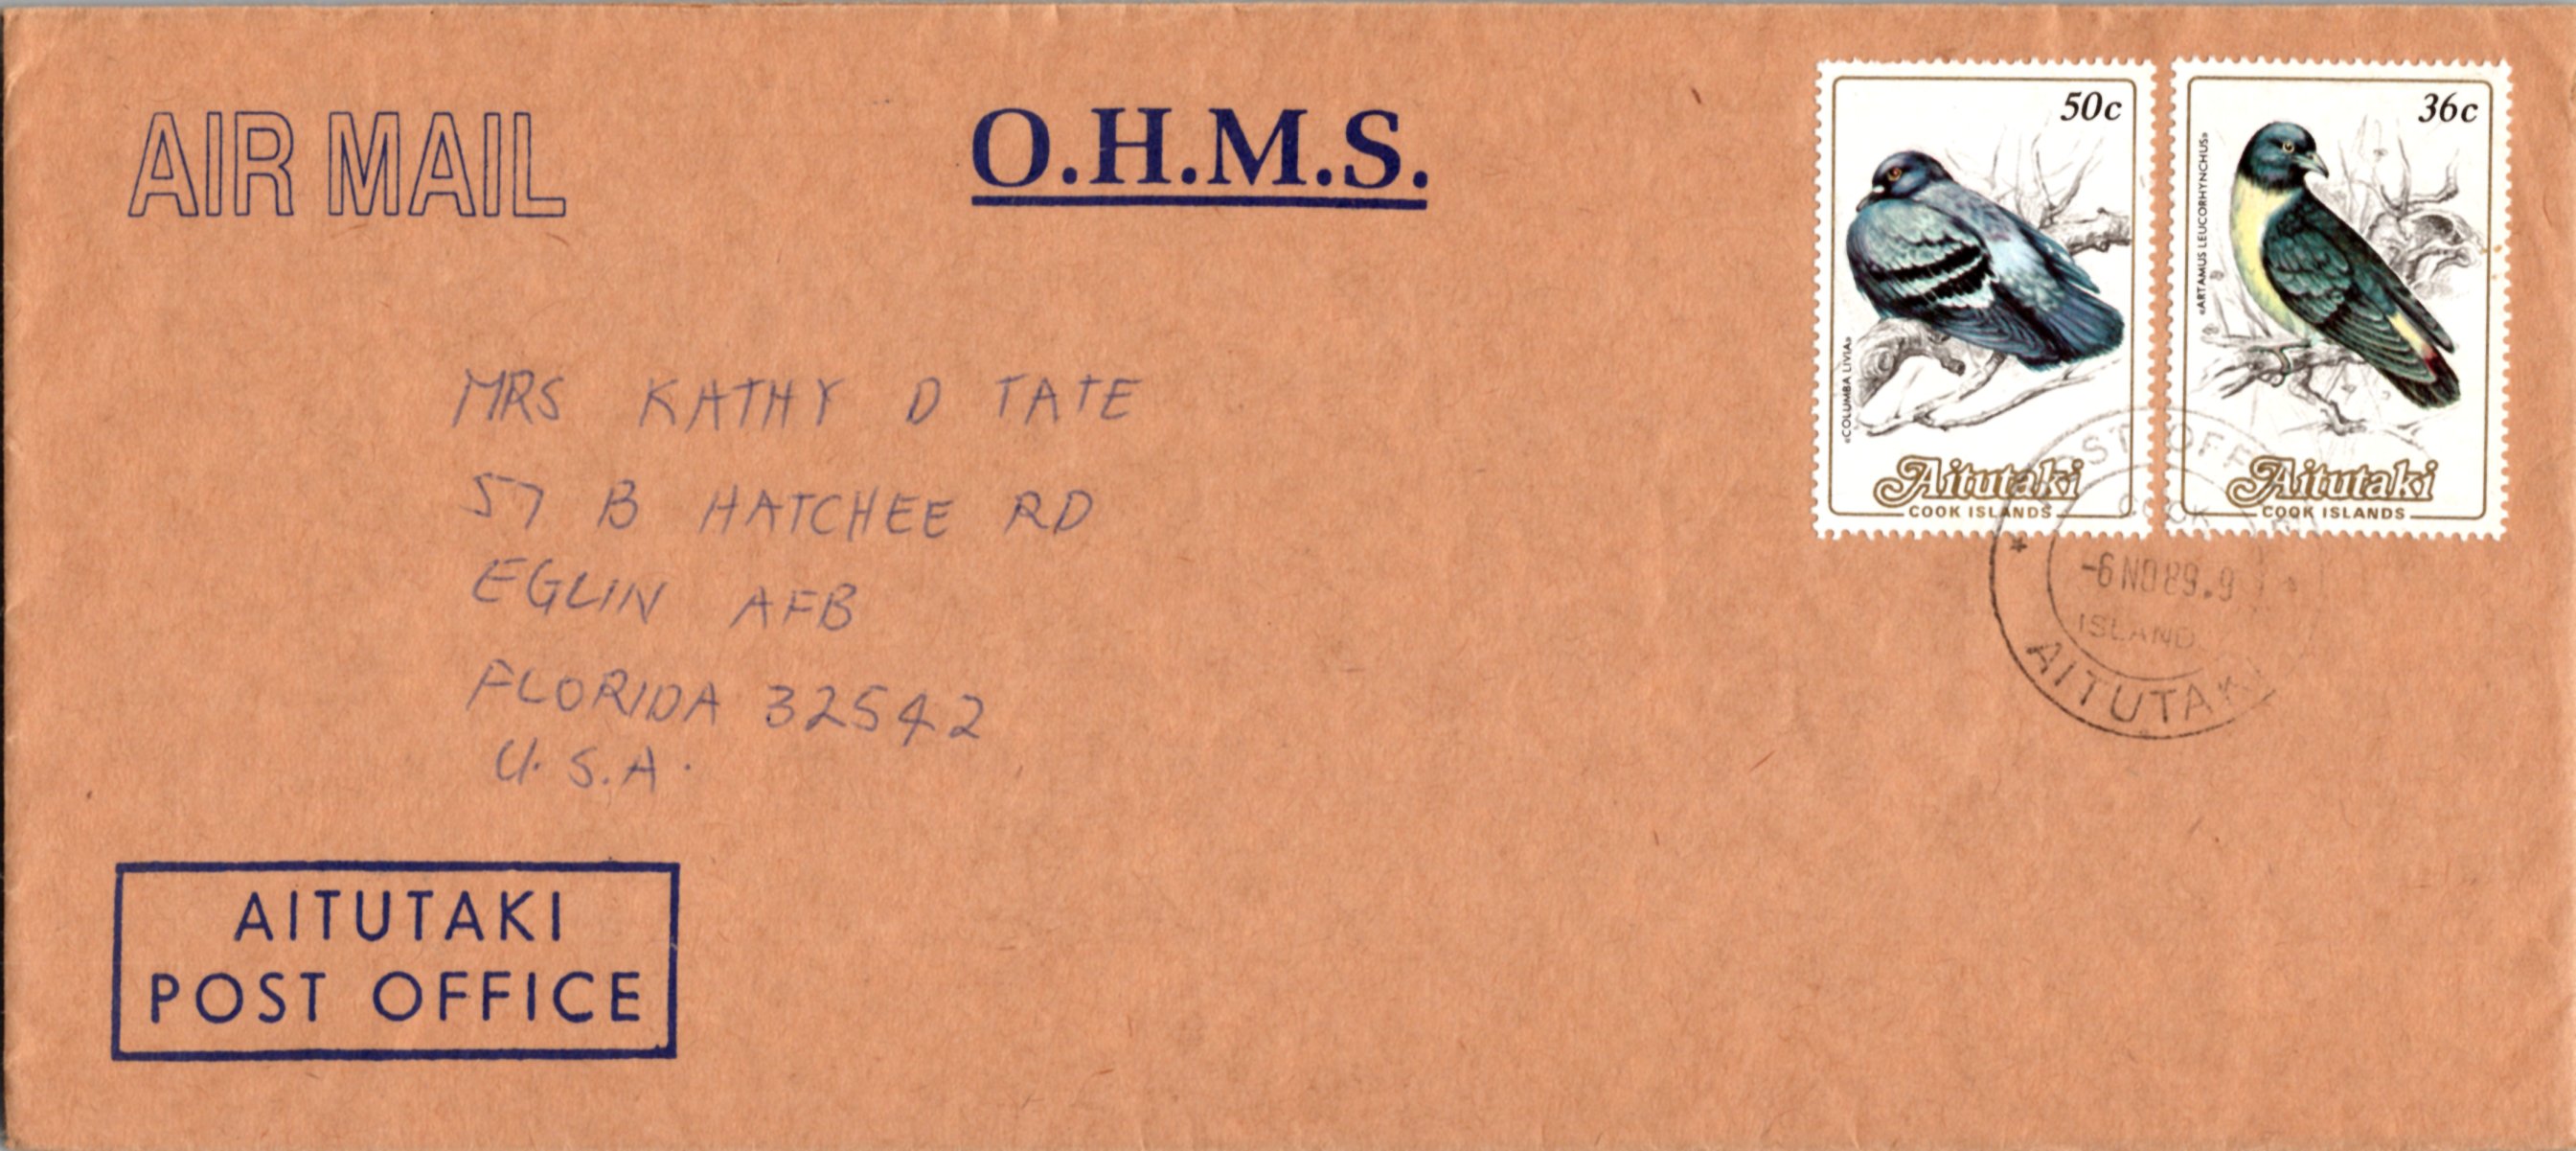 AIR MAIL
O.H.M.S.
50c
«COLUMBA LIVIA»
Aitutaki
COOK ISLANDS
36c
«ARTAMUS LEUCORHYNCHUS»
Aitutaki
COOK ISLANDS
MRS KATHY D TATE
57 B HATCHEE RD
EGLIN AFB
FLORIDA 32542
U.S.A.
COOK
-6 NO 89.9
ISLAND
AITUTAKI
AITUTAKI
POST OFFICE